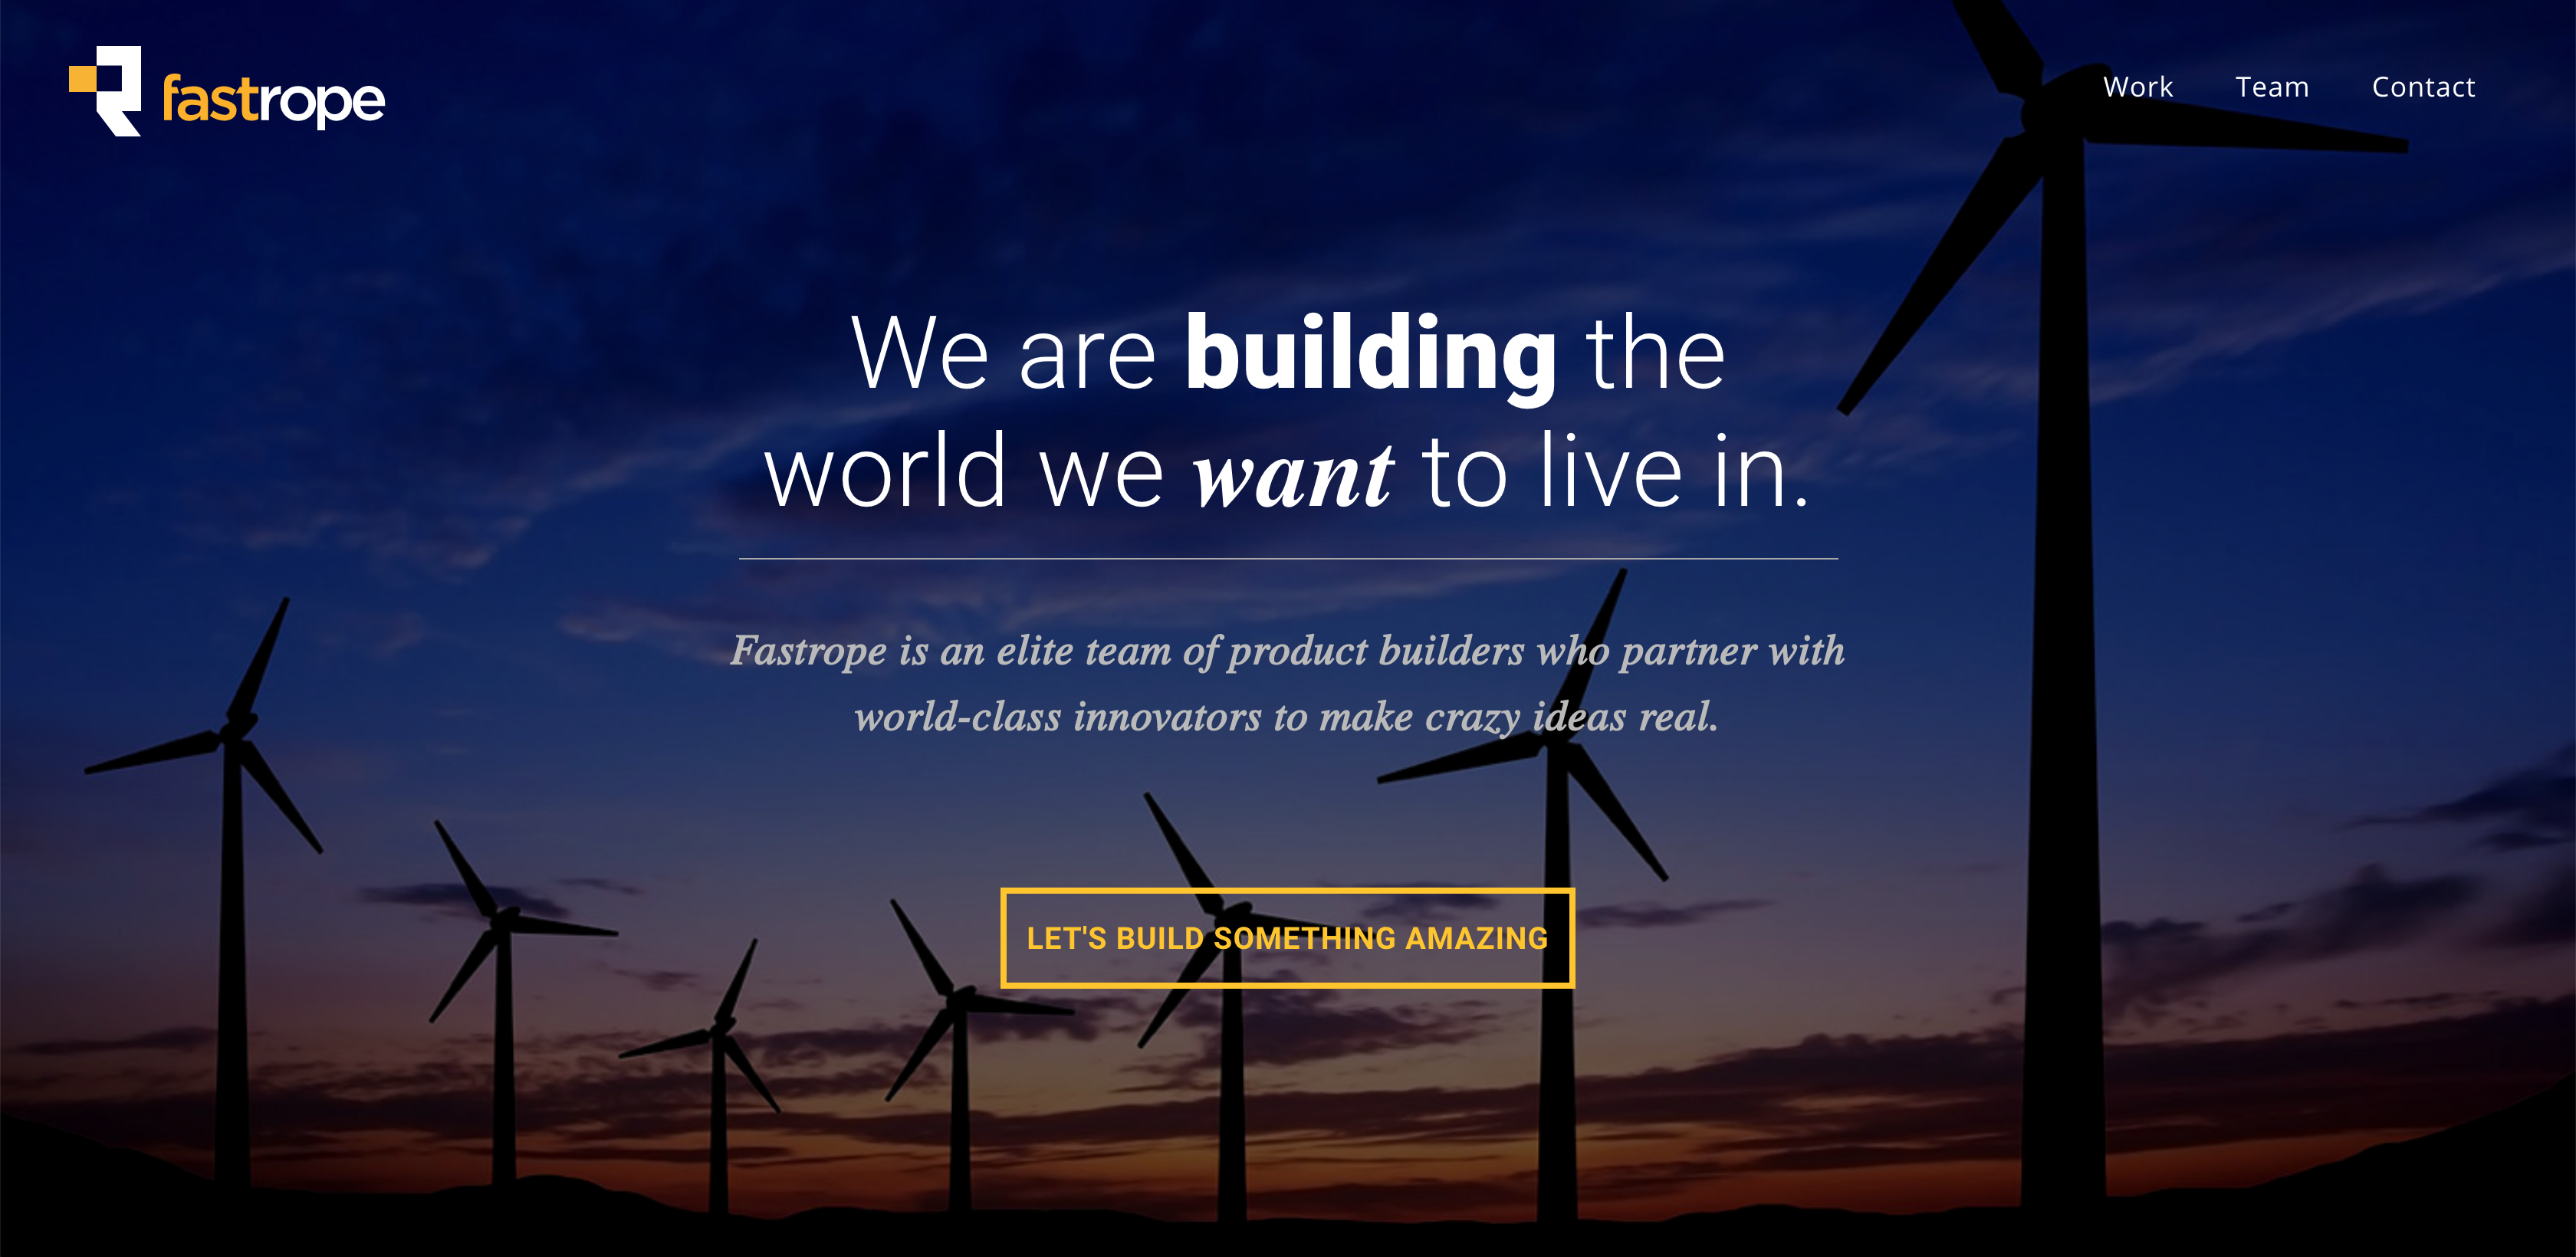 fastrope
Work Team Contact
We are building the
world we want to live in.
Fastrope is an elite team of product builders who partner with
world-class innovators to make crazy ideas real.
LET'S BUILD SOMETHING AMAZING